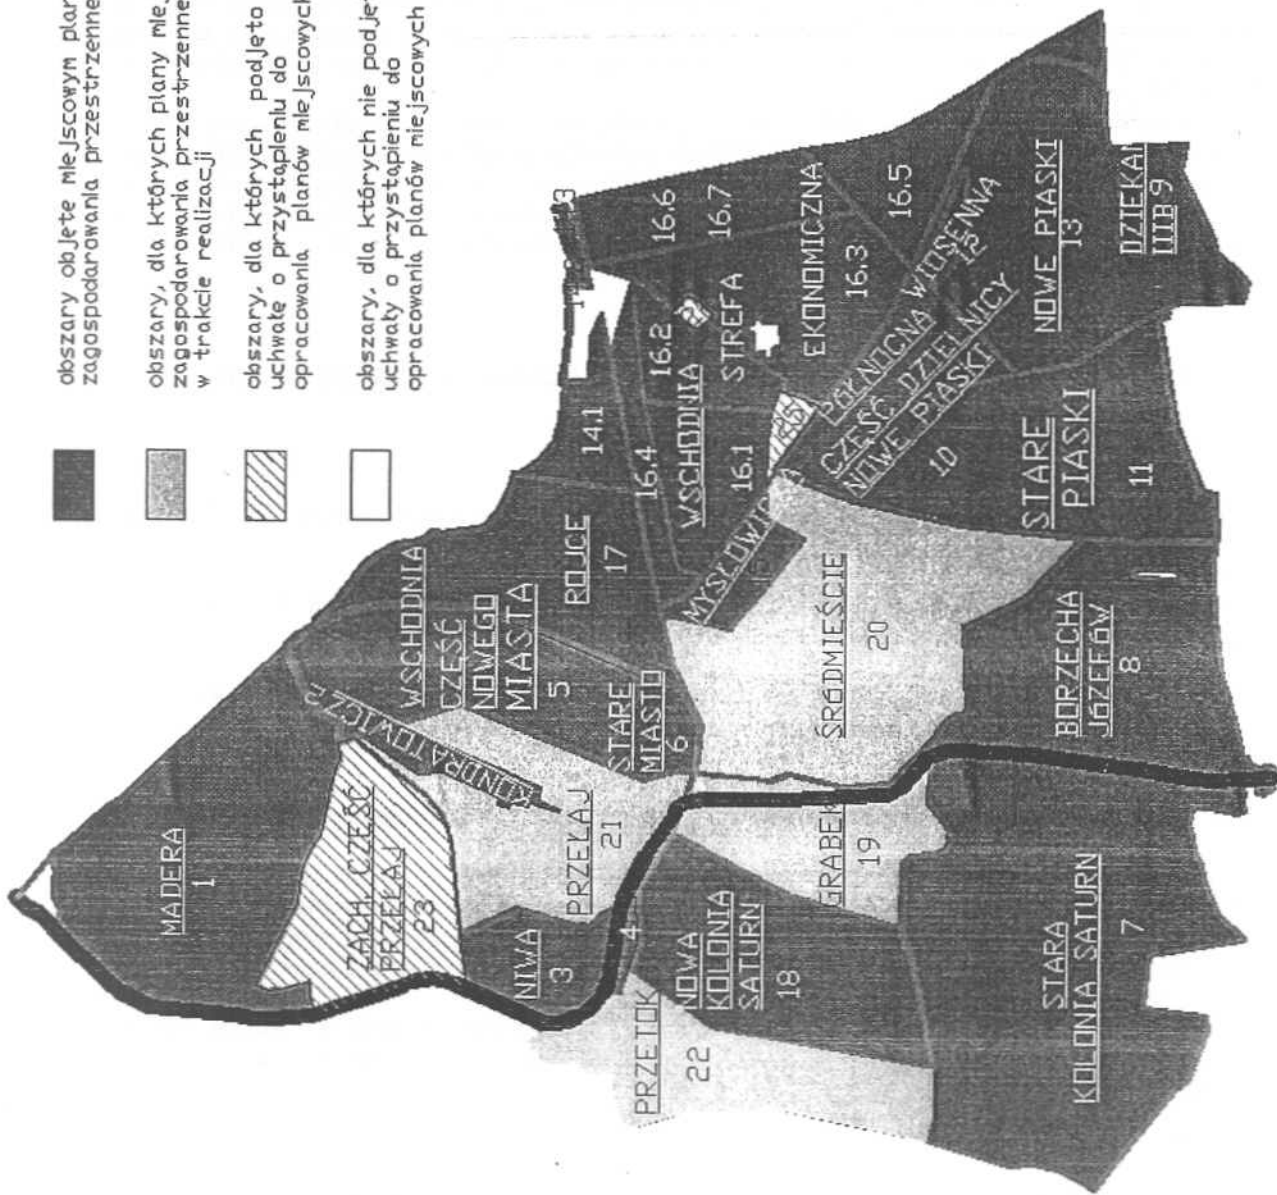 obszary objęte miejscowym plan
zagospodarowania przestrzenne
obszary, dla których plany miej
zagospodarowania przestrzenne
w trakcie realizacji
obszary, dla których podjęto
uchwałę o przystąpieniu do
opracowania planów miejscowych
obszary, dla których nie podję
uchwały o przystąpieniu do
opracowania planów miejscowych
MADERA
1
ZACH. CZĘŚĆ
PRZEŁAJ
23
KONDRATOWICZ 2
WSCHODNIA
CZĘŚĆ
NOWEGO
MIASTA
5
ROJCE
17
14.1
NIWA
3
PRZEŁAJ
21
STARE
MIASTO
6
4
PRZETOK
22
NOWA
KOLONIA
SATURN
18
GRABEK
19
ŚRÓDMIEŚCIE
20
16.4
WSCHODNIA
16.1
16.2
STREFA
EKONOMICZNA
16.3
16.6
16.7
16.5
PÓŁNOCNA WIOSENNA
12
CZĘŚĆ DZIELNICY
NOWE PIASKI
10
STARE
PIASKI
11
NOWE PIASKI
13
DZIEKAN
IIIB 9
BORZECHA
JÓZEFÓW
8
STARA
KOLONIA SATURN
7